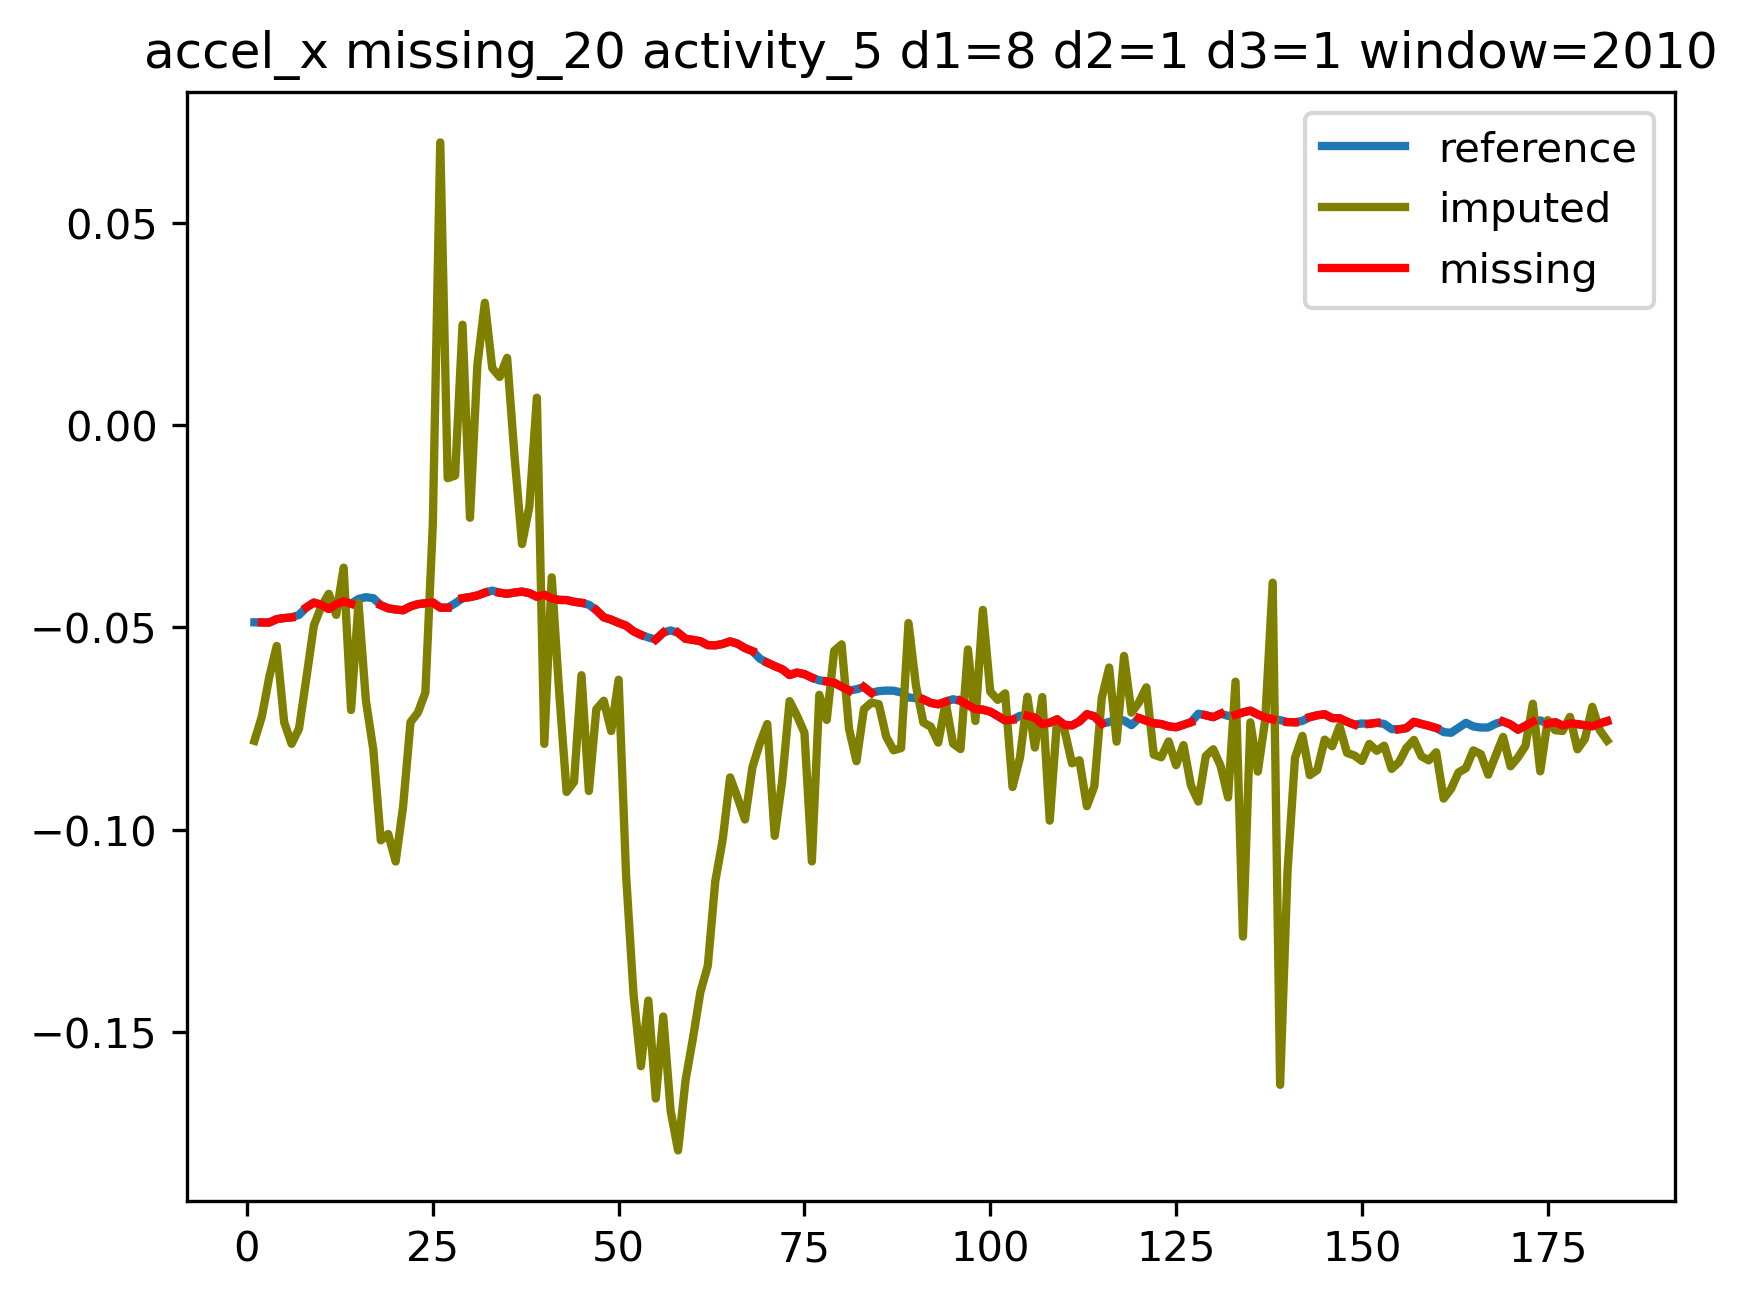 accel_x missing_20 activity_5 d1=8 d2=1 d3=1 window=2010
reference
imputed
missing
0.05
0.00
−0.05
−0.10
−0.15
0 25 50 75 100 125 150 175